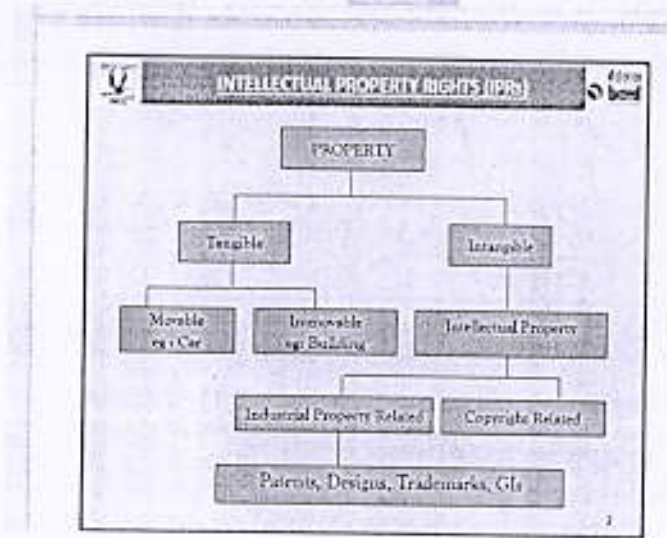 INTELLECTUAL PROPERTY RIGHTS (IPRs)
PROPERTY
Tangible
Intangible
Movable
eg: Car
Immovable
eg: Building
Intellectual Property
Industrial Property Related
Copyright Related
Patents, Designs, Trademarks, GIs